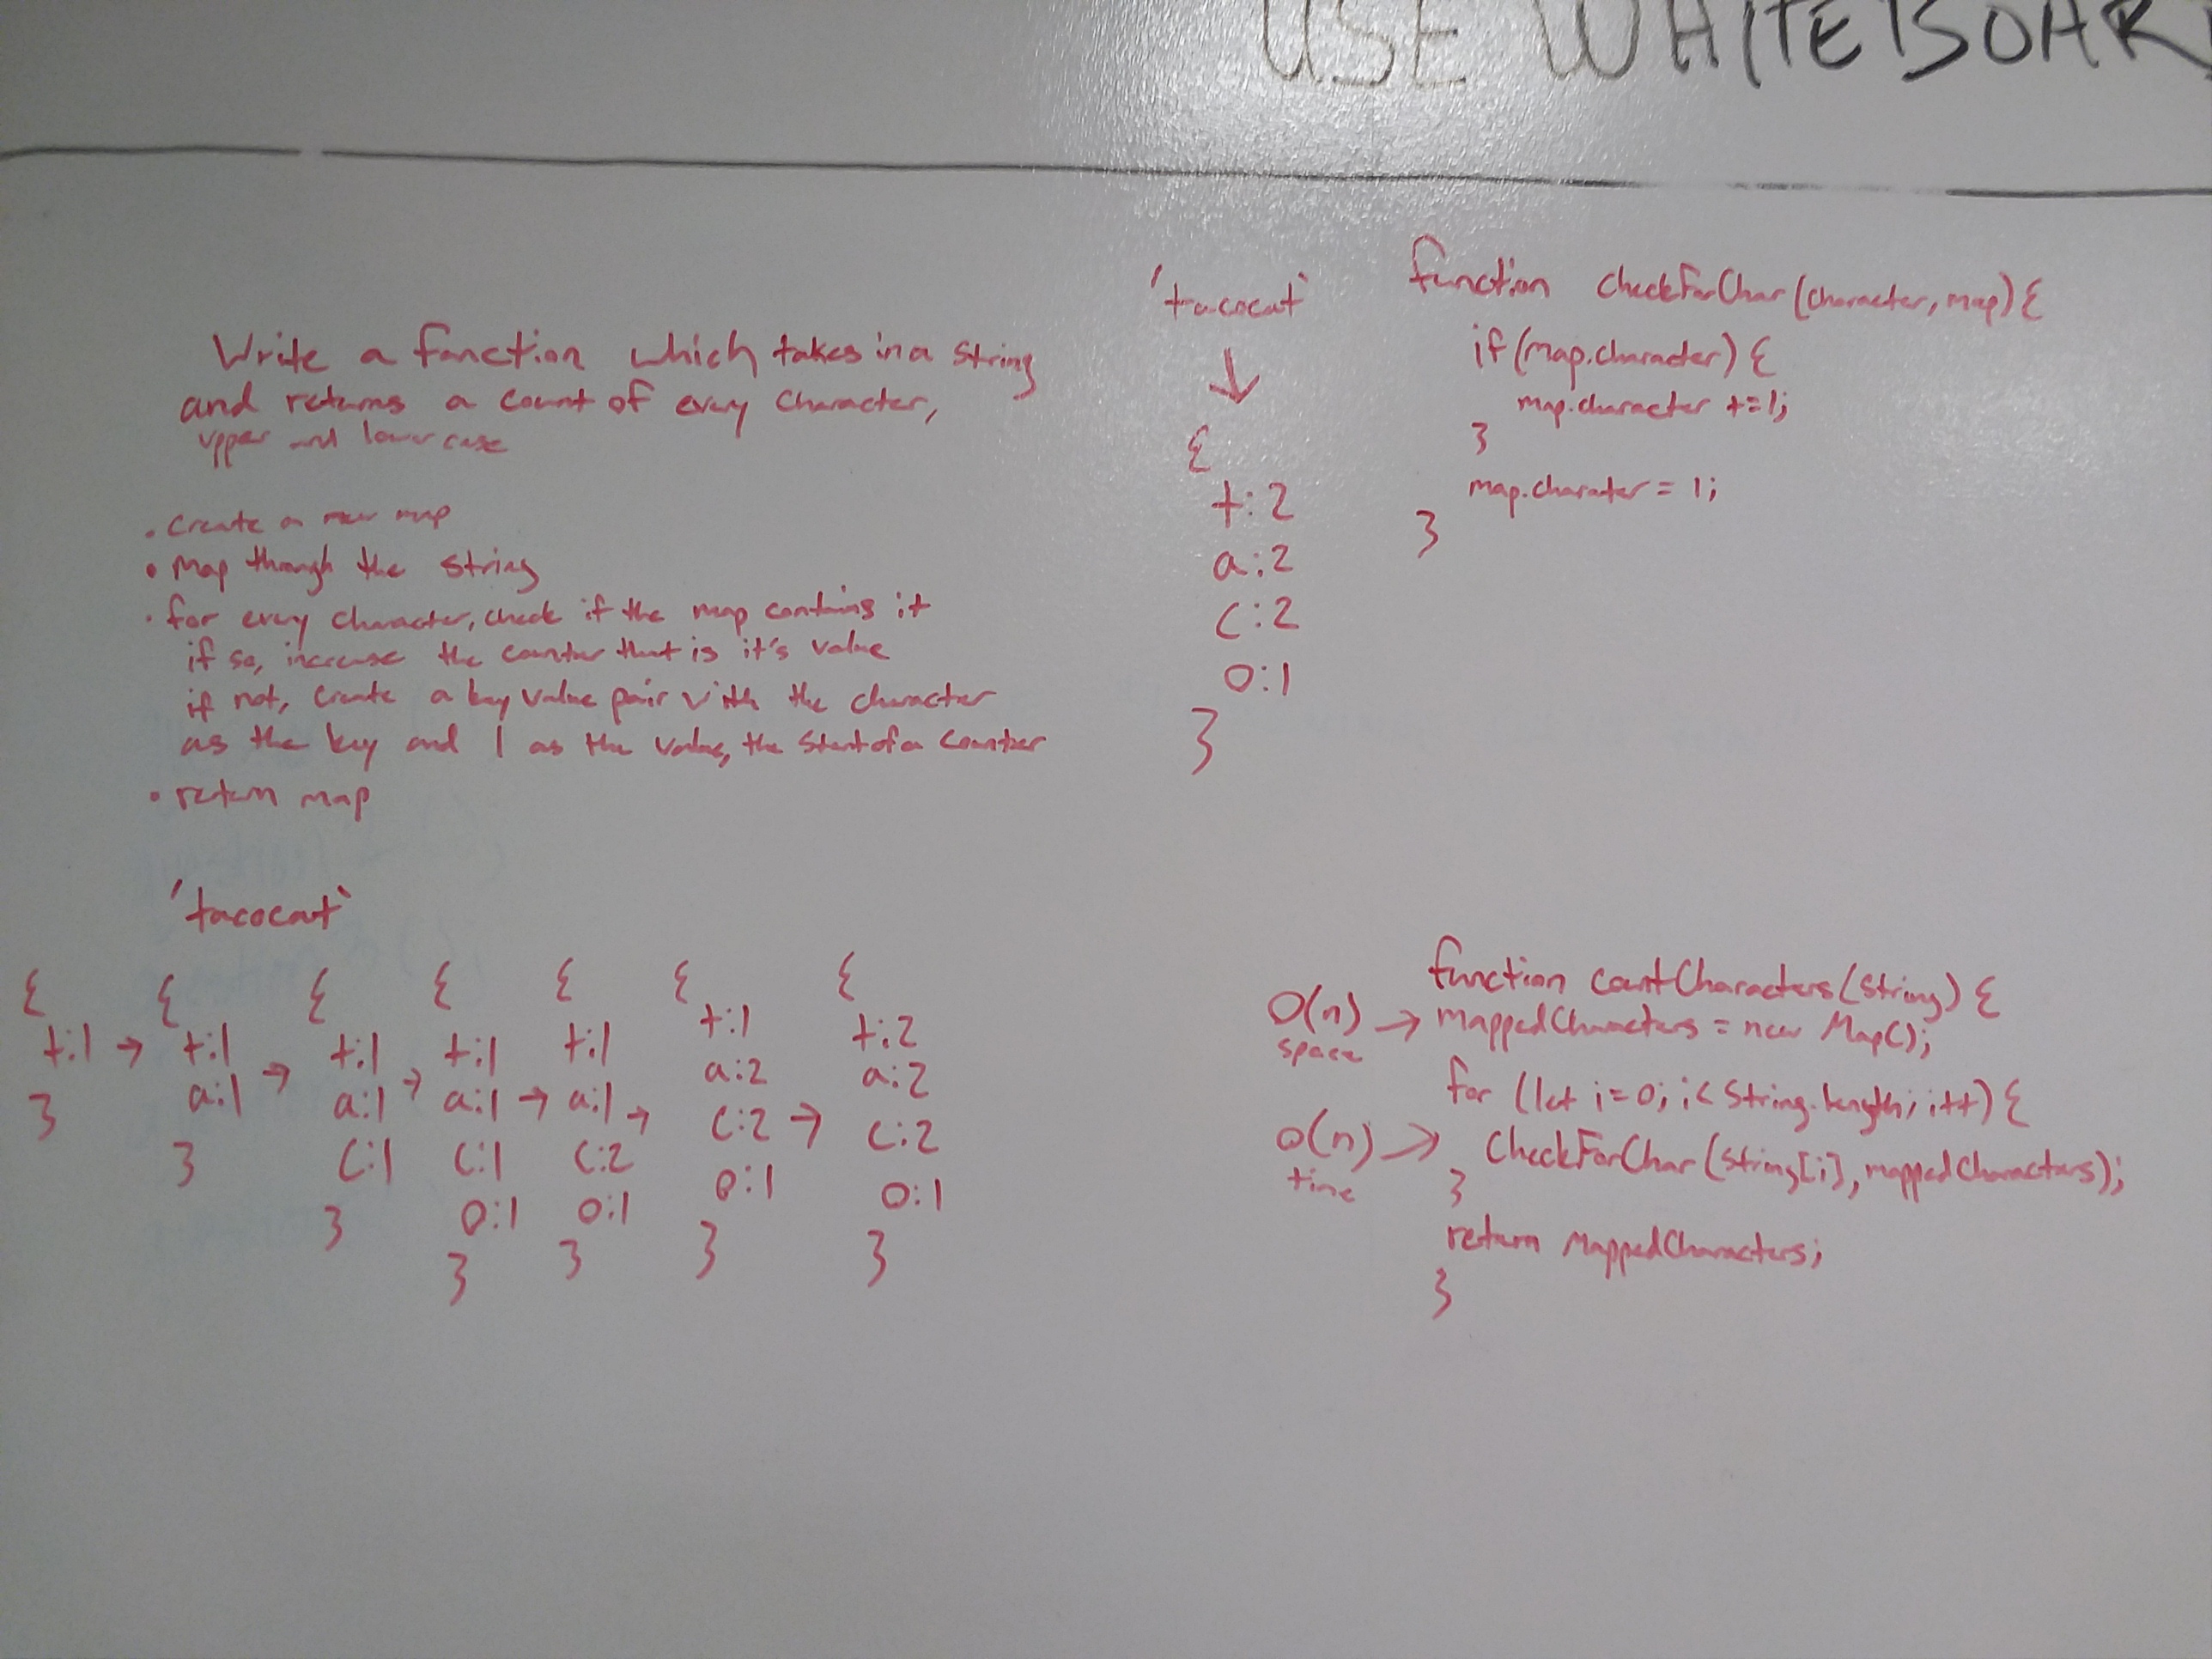 USE WHITEBOAR
Write a function which takes in a string
and returns a count of every character,
upper and lower case
• Create a new map
• Map through the string
• for every character, check if the map contains it
if so, increase the counter that is it's value
if not, create a key value pair with the character
as the key and 1 as the value, the start of a counter
• return map
'tacocat'
↓
{
t:2
a:2
c:2
o:1
}
function checkForChar(character, map) {
if (map.character) {
map.character += 1;
}
map.character = 1;
}
'tacocat'
{ { { { { { {
t:1 → t:1 t:1 t:1 t:1 t:1 t:2
} a:1 → a:1 → a:1 → a:1 → a:2 a:2
} c:1 c:1 c:2 c:2 → c:2
} o:1 o:1 o:1 o:1
} } } }
function countCharacters(string) {
O(n) space → mappedCharacters = new Map();
for (let i=0; i< string.length; i++) {
O(n) time → checkForChar(string[i], mappedCharacters);
}
return mappedCharacters;
}